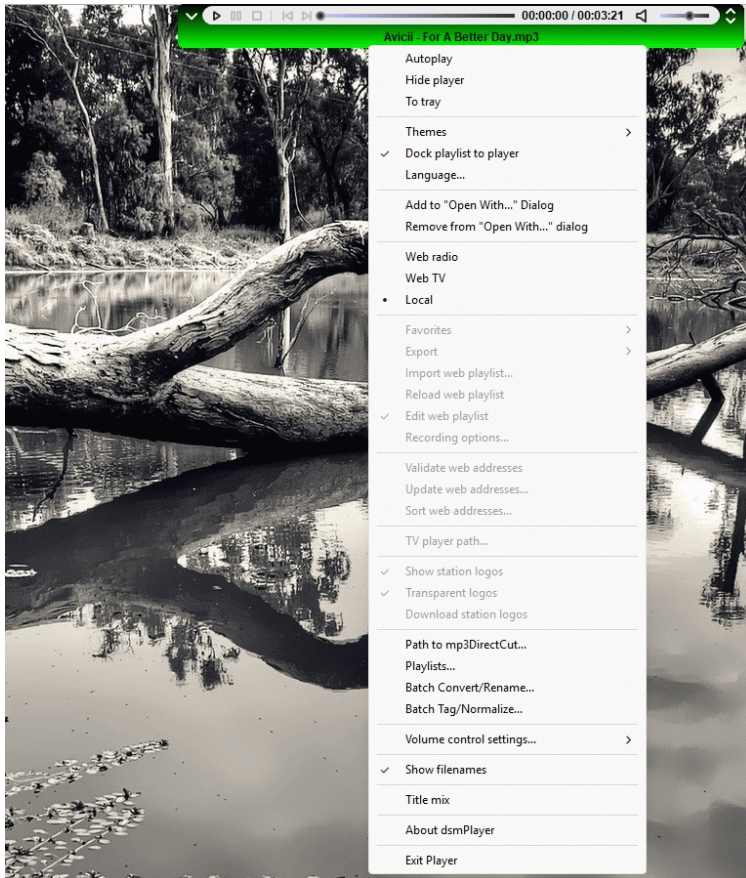 00:00:00 / 00:03:21
Avicii - For A Better Day.mp3
Autoplay
Hide player
To tray
Themes
Dock playlist to player
Language...
Add to "Open With..." Dialog
Remove from "Open With..." dialog
Web radio
Web TV
Local
Favorites
Export
Import web playlist...
Reload web playlist
Edit web playlist
Recording options...
Validate web addresses
Update web addresses...
Sort web addresses...
TV player path...
Show station logos
Transparent logos
Download station logos
Path to mp3DirectCut...
Playlists...
Batch Convert/Rename...
Batch Tag/Normalize...
Volume control settings...
Show filenames
Title mix
About dsmPlayer
Exit Player